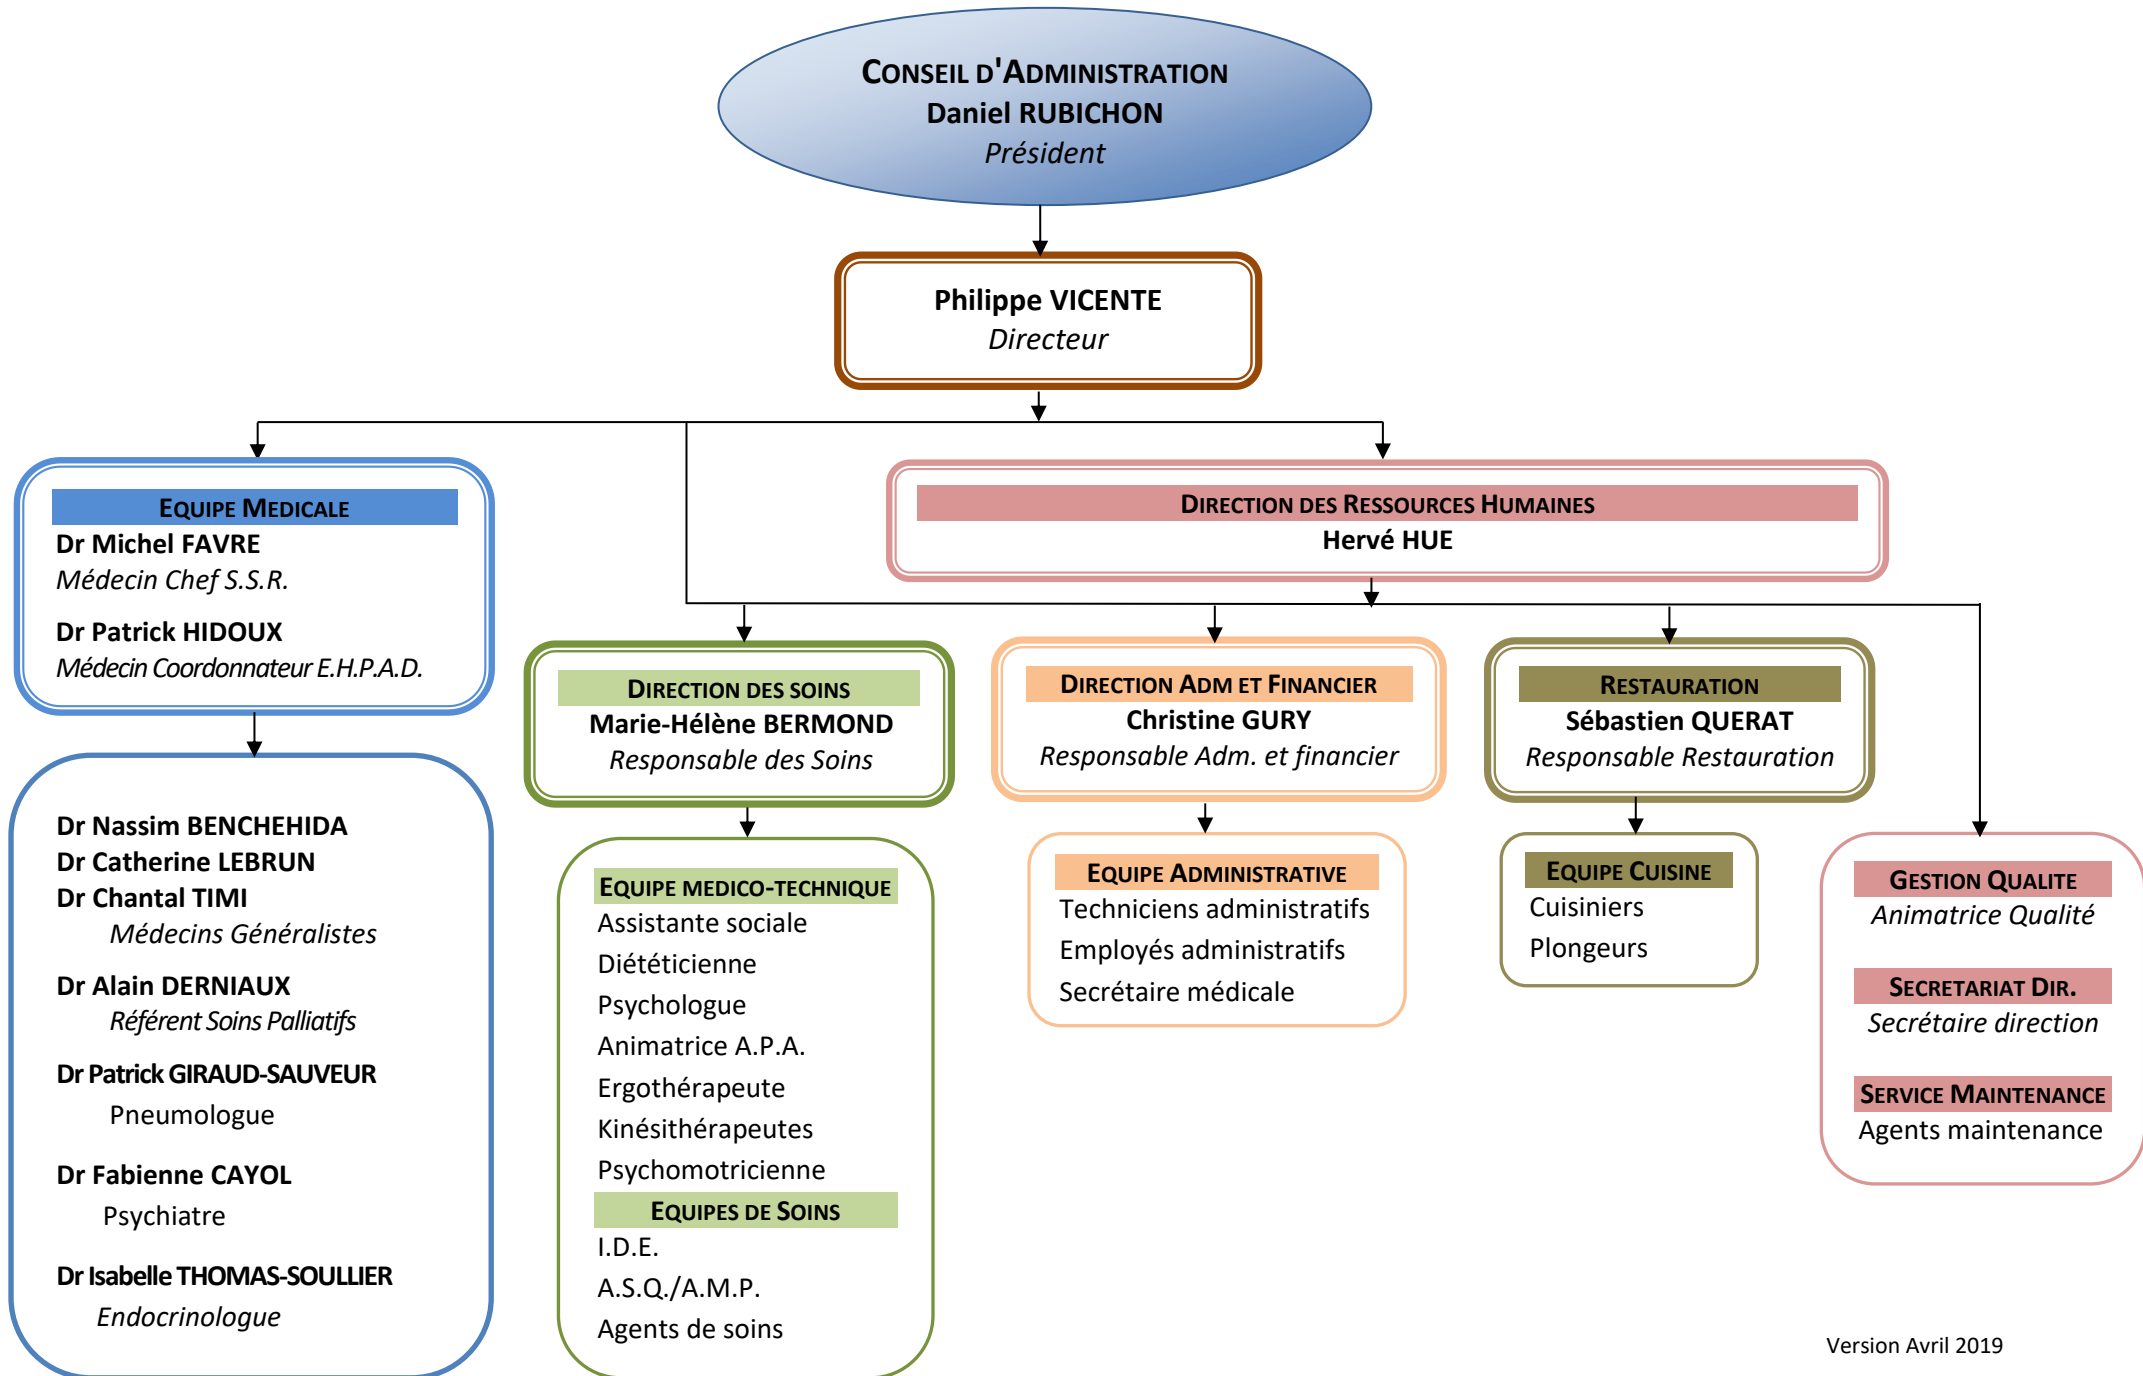 CONSEIL D'ADMINISTRATION
Daniel RUBICHON
Président
Philippe VICENTE
Directeur
EQUIPE MEDICALE
Dr Michel FAVRE
Médecin Chef S.S.R.
Dr Patrick HIDOUX
Médecin Coordonnateur E.H.P.A.D.
DIRECTION DES RESSOURCES HUMAINES
Hervé HUE
DIRECTION DES SOINS
Marie-Hélène BERMOND
Responsable des Soins
DIRECTION ADM ET FINANCIER
Christine GURY
Responsable Adm. et financier
RESTAURATION
Sébastien QUERAT
Responsable Restauration
Dr Nassim BENCHEHIDA
Dr Catherine LEBRUN
Dr Chantal TIMI
Médecins Généralistes
Dr Alain DERNIAUX
Référent Soins Palliatifs
Dr Patrick GIRAUD-SAUVEUR
Pneumologue
Dr Fabienne CAYOL
Psychiatre
Dr Isabelle THOMAS-SOULLIER
Endocrinologue
EQUIPE MEDICO-TECHNIQUE
Assistante sociale
Diététicienne
Psychologue
Animatrice A.P.A.
Ergothérapeute
Kinésithérapeutes
Psychomotricienne
EQUIPES DE SOINS
I.D.E.
A.S.Q./A.M.P.
Agents de soins
EQUIPE ADMINISTRATIVE
Techniciens administratifs
Employés administratifs
Secrétaire médicale
EQUIPE CUISINE
Cuisiniers
Plongeurs
GESTION QUALITE
Animatrice Qualité
SECRETARIAT DIR.
Secrétaire direction
SERVICE MAINTENANCE
Agents maintenance
Version Avril 2019